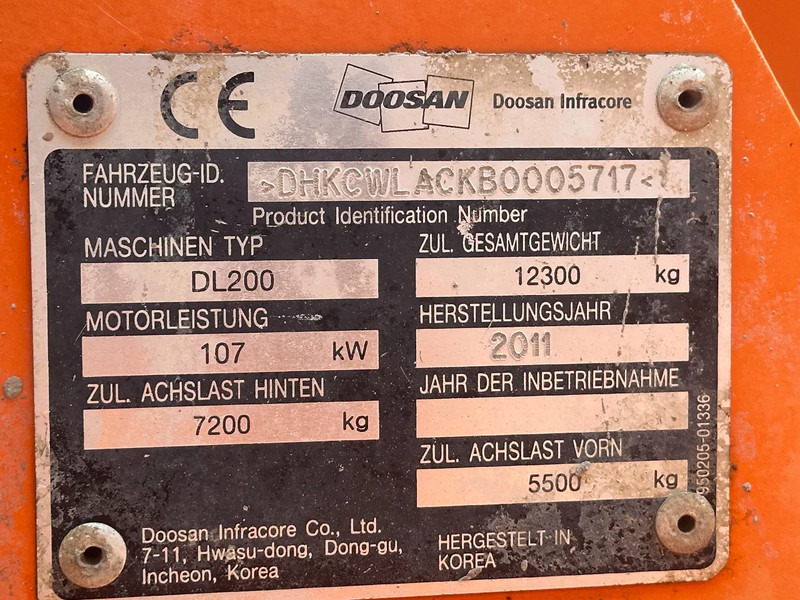 CE DOOSAN Doosan Infracore
FAHRZEUG-ID. NUMMER >DHKCWLACKB0005717<
Product Identification Number
MASCHINEN TYP
DL200
ZUL. GESAMTGEWICHT
12300 kg
MOTORLEISTUNG
107 kW
HERSTELLUNGSJAHR
2011
ZUL. ACHSLAST HINTEN
7200 kg
JAHR DER INBETRIEBNAHME
ZUL. ACHSLAST VORN
5500 kg
950205-01336
Doosan Infracore Co., Ltd.
7-11, Hwasu-dong, Dong-gu,
Incheon, Korea
HERGESTELT IN
KOREA